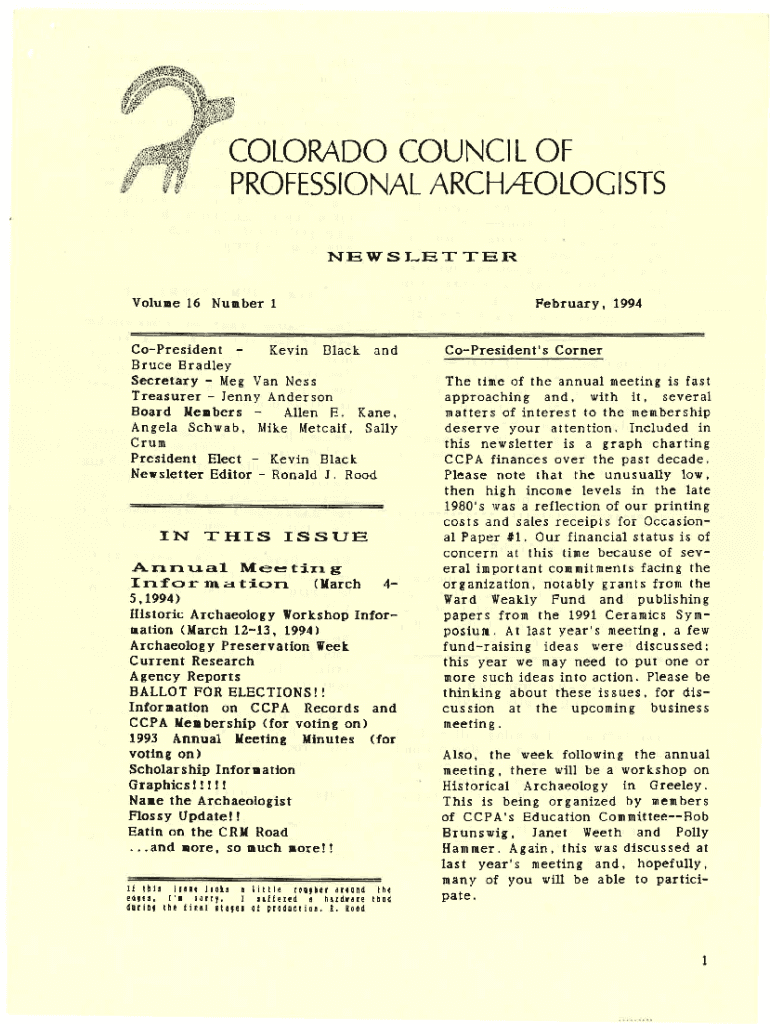 COLORADO COUNCIL OF
PROFESSIONAL ARCHÆOLOGISTS
NEWSLETTER
Volume 16 Number 1
February, 1994
Co-President - Kevin Black and
Bruce Bradley
Secretary - Meg Van Ness
Treasurer - Jenny Anderson
Board Members - Allen E. Kane,
Angela Schwab, Mike Metcalf, Sally
Crum
President Elect - Kevin Black
Newsletter Editor - Ronald J. Rood
IN THIS ISSUE
Annual Meeting
Information (March 4-
5,1994)
Historic Archaeology Workshop Infor-
mation (March 12-13, 1994)
Archaeology Preservation Week
Current Research
Agency Reports
BALLOT FOR ELECTIONS!!
Information on CCPA Records and
CCPA Membership (for voting on)
1993 Annual Meeting Minutes (for
voting on)
Scholarship Information
Graphics!!!!!
Name the Archaeologist
Flossy Update!!
Eatin on the CRM Road
...and more, so much more!!
If this issue looks a little rougher around the
edges, I'm sorry. I suffered a hardware thud
during the final stages of production. R. Rood
Co-President's Corner
The time of the annual meeting is fast
approaching and, with it, several
matters of interest to the membership
deserve your attention. Included in
this newsletter is a graph charting
CCPA finances over the past decade.
Please note that the unusually low,
then high income levels in the late
1980's was a reflection of our printing
costs and sales receipts for Occasion-
al Paper #1. Our financial status is of
concern at this time because of sev-
eral important commitments facing the
organization, notably grants from the
Ward Weakly Fund and publishing
papers from the 1991 Ceramics Sym-
posium. At last year's meeting, a few
fund-raising ideas were discussed;
this year we may need to put one or
more such ideas into action. Please be
thinking about these issues, for dis-
cussion at the upcoming business
meeting.
Also, the week following the annual
meeting, there will be a workshop on
Historical Archaeology in Greeley.
This is being organized by members
of CCPA's Education Committee--Bob
Brunswig, Janet Weeth and Polly
Hammer. Again, this was discussed at
last year's meeting and, hopefully,
many of you will be able to partici-
pate.
1